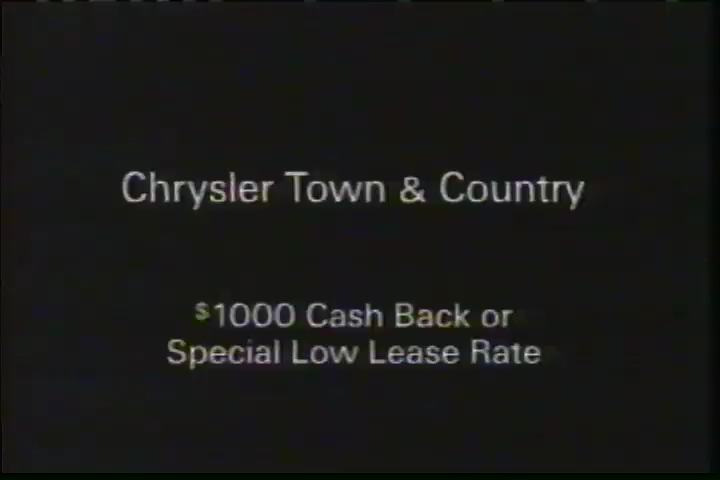 Chrysler Town & Country
$1000 Cash Back or
Special Low Lease Rate